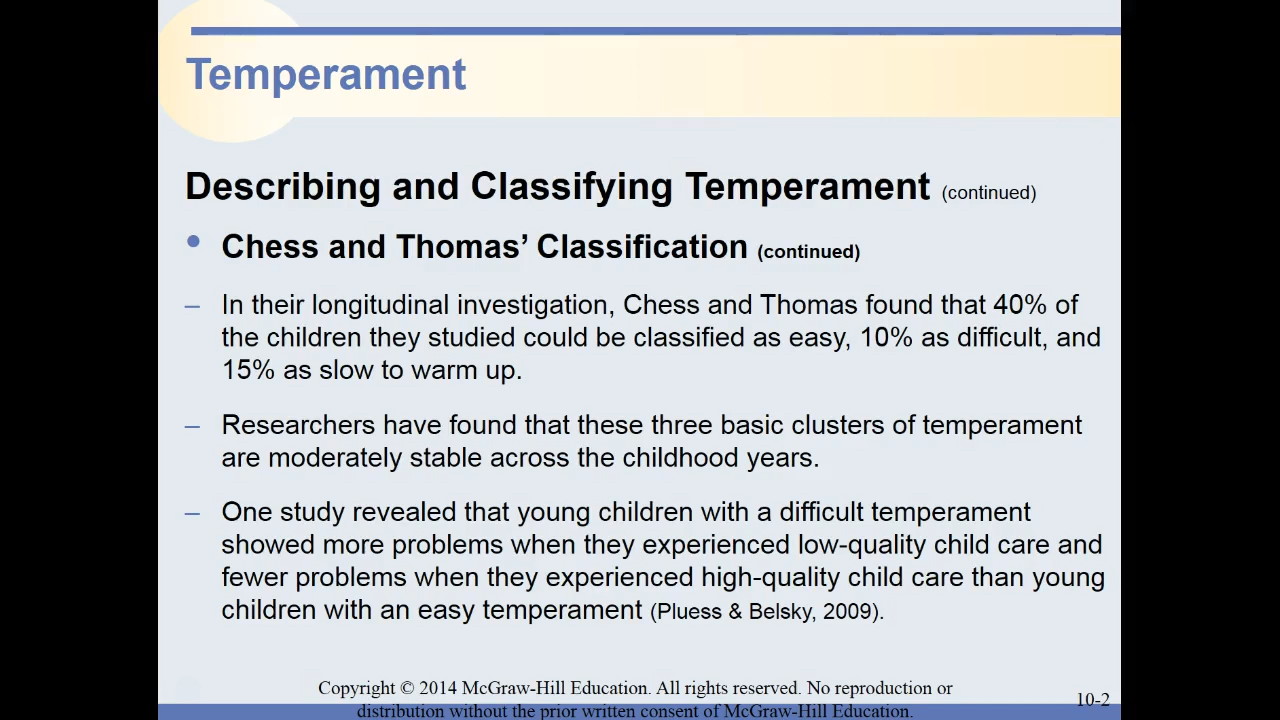 Temperament
Describing and Classifying Temperament (continued)
• Chess and Thomas’ Classification (continued)
– In their longitudinal investigation, Chess and Thomas found that 40% of
the children they studied could be classified as easy, 10% as difficult, and
15% as slow to warm up.
– Researchers have found that these three basic clusters of temperament
are moderately stable across the childhood years.
– One study revealed that young children with a difficult temperament
showed more problems when they experienced low-quality child care and
fewer problems when they experienced high-quality child care than young
children with an easy temperament (Pluess & Belsky, 2009).
Copyright © 2014 McGraw-Hill Education. All rights reserved. No reproduction or
distribution without the prior written consent of McGraw-Hill Education.
10-2